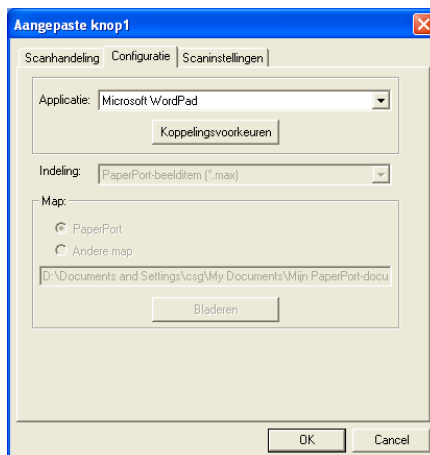 Aangepaste knop1
Scanhandeling Configuratie Scaninstellingen
Applicatie: Microsoft WordPad
Koppelingsvoorkeuren
Indeling: PaperPort-beelditem (*.max)
Map:
PaperPort
Andere map
D:\Documents and Settings\csg\My Documents\Mijn PaperPort-docu
Bladeren
OK Cancel